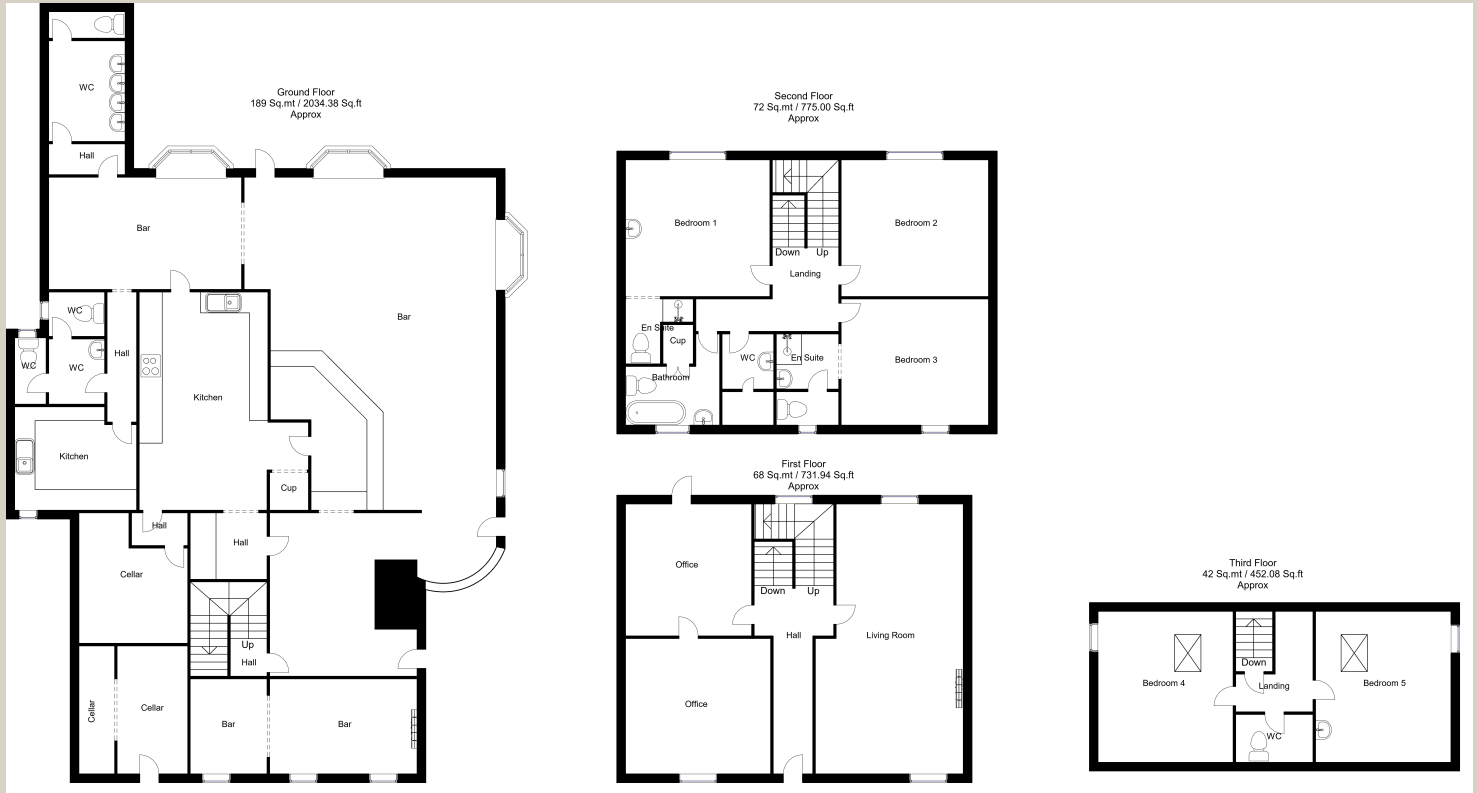 Ground Floor
189 Sq.mt / 2034.38 Sq.ft
Approx
WC
Hall
Bar
Bar
WC
WC
WC
Hall
Kitchen
Kitchen
Cup
Hall
Hall
Cellar
Up
Hall
Cellar
Cellar
Bar
Bar
Second Floor
72 Sq.mt / 775.00 Sq.ft
Approx
Bedroom 1
Bedroom 2
Down
Up
Landing
En Suite
Cup
WC
En Suite
Bedroom 3
Bathroom
First Floor
68 Sq.mt / 731.94 Sq.ft
Approx
Office
Down
Up
Hall
Living Room
Office
Third Floor
42 Sq.mt / 452.08 Sq.ft
Approx
Down
Bedroom 4
Landing
Bedroom 5
WC